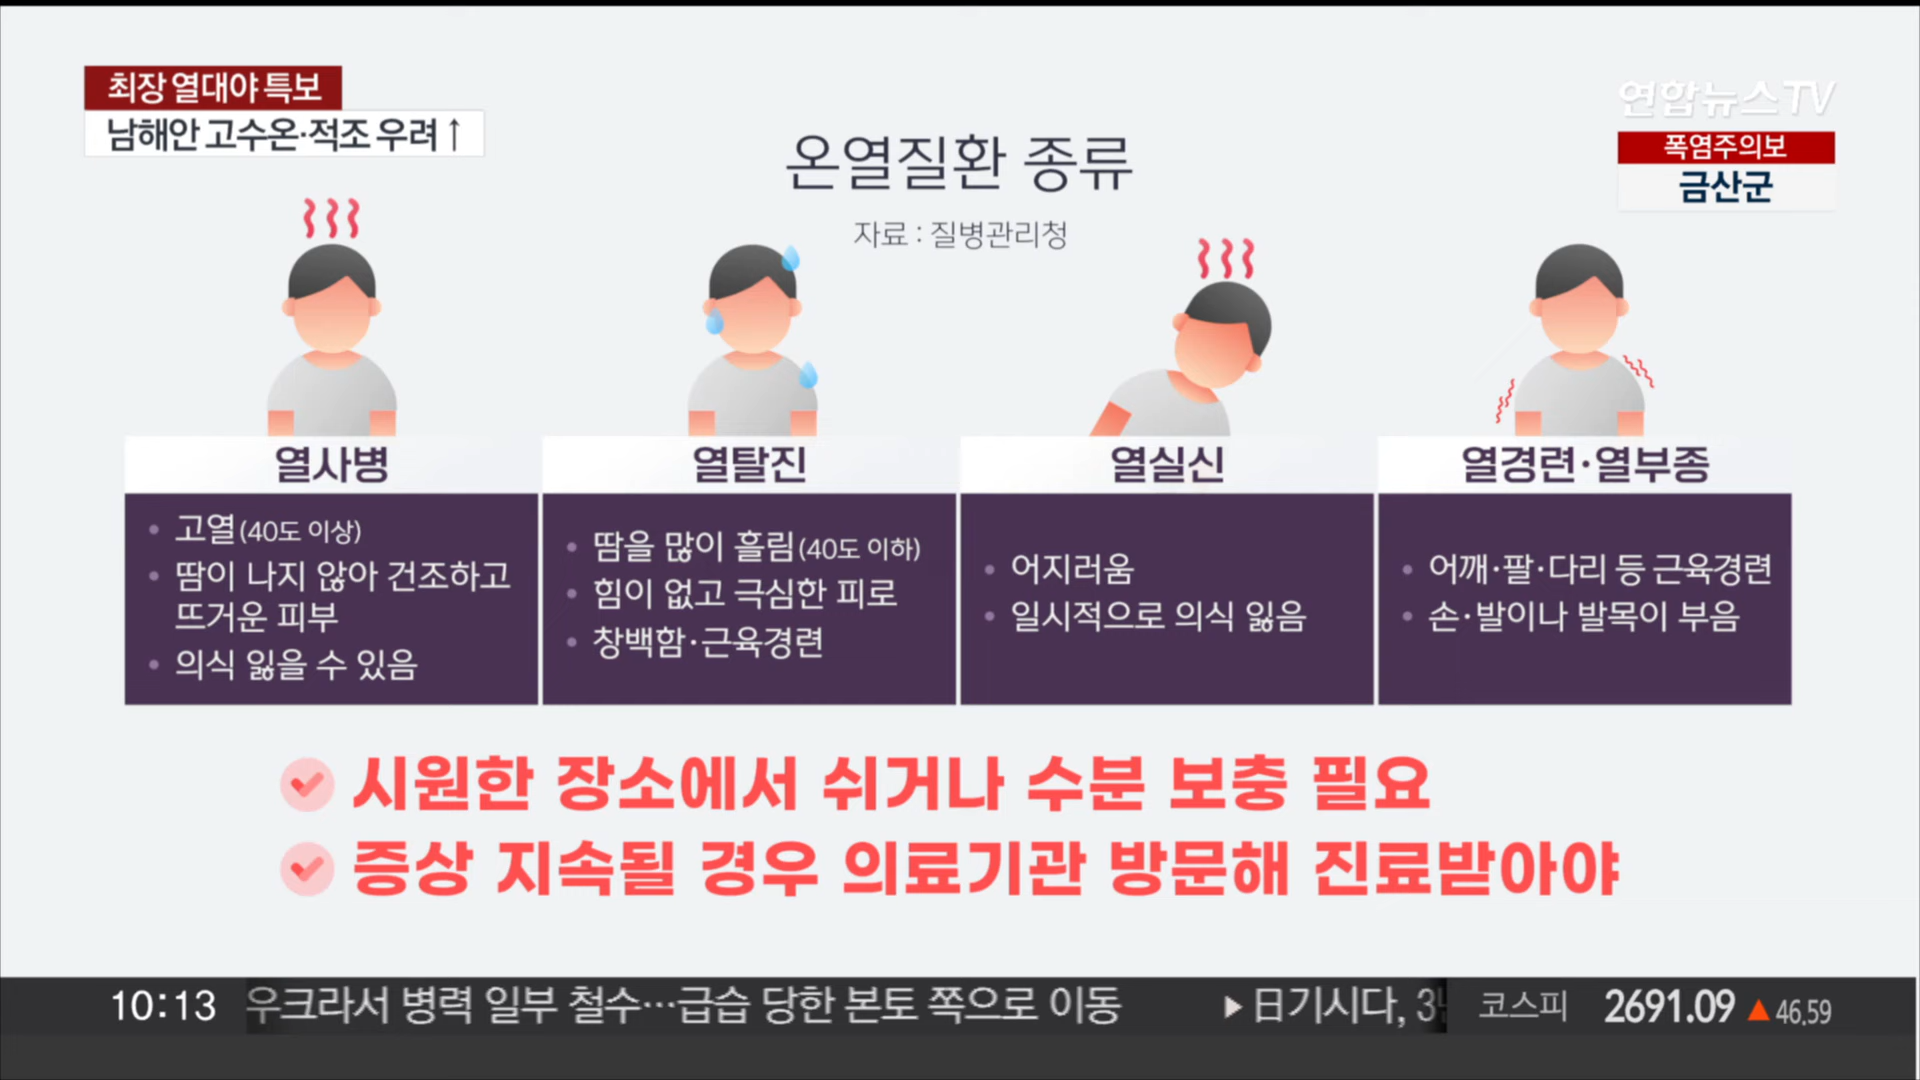 최장 열대야 특보
남해안 고수온·적조 우려↑
연합뉴스TV
폭염주의보
금산군
온열질환 종류
자료 : 질병관리청
열사병
• 고열(40도 이상)
• 땀이 나지 않아 건조하고
뜨거운 피부
• 의식 잃을 수 있음
열탈진
• 땀을 많이 흘림(40도 이하)
• 힘이 없고 극심한 피로
• 창백함·근육경련
열실신
• 어지러움
• 일시적으로 의식 잃음
열경련·열부종
• 어깨·팔·다리 등 근육경련
• 손·발이나 발목이 부음
시원한 장소에서 쉬거나 수분 보충 필요
증상 지속될 경우 의료기관 방문해 진료받아야
10:13 우크라서 병력 일부 철수…급습 당한 본토 쪽으로 이동 ▶日기시다, 3 코스피 2691.09 ▲46.59